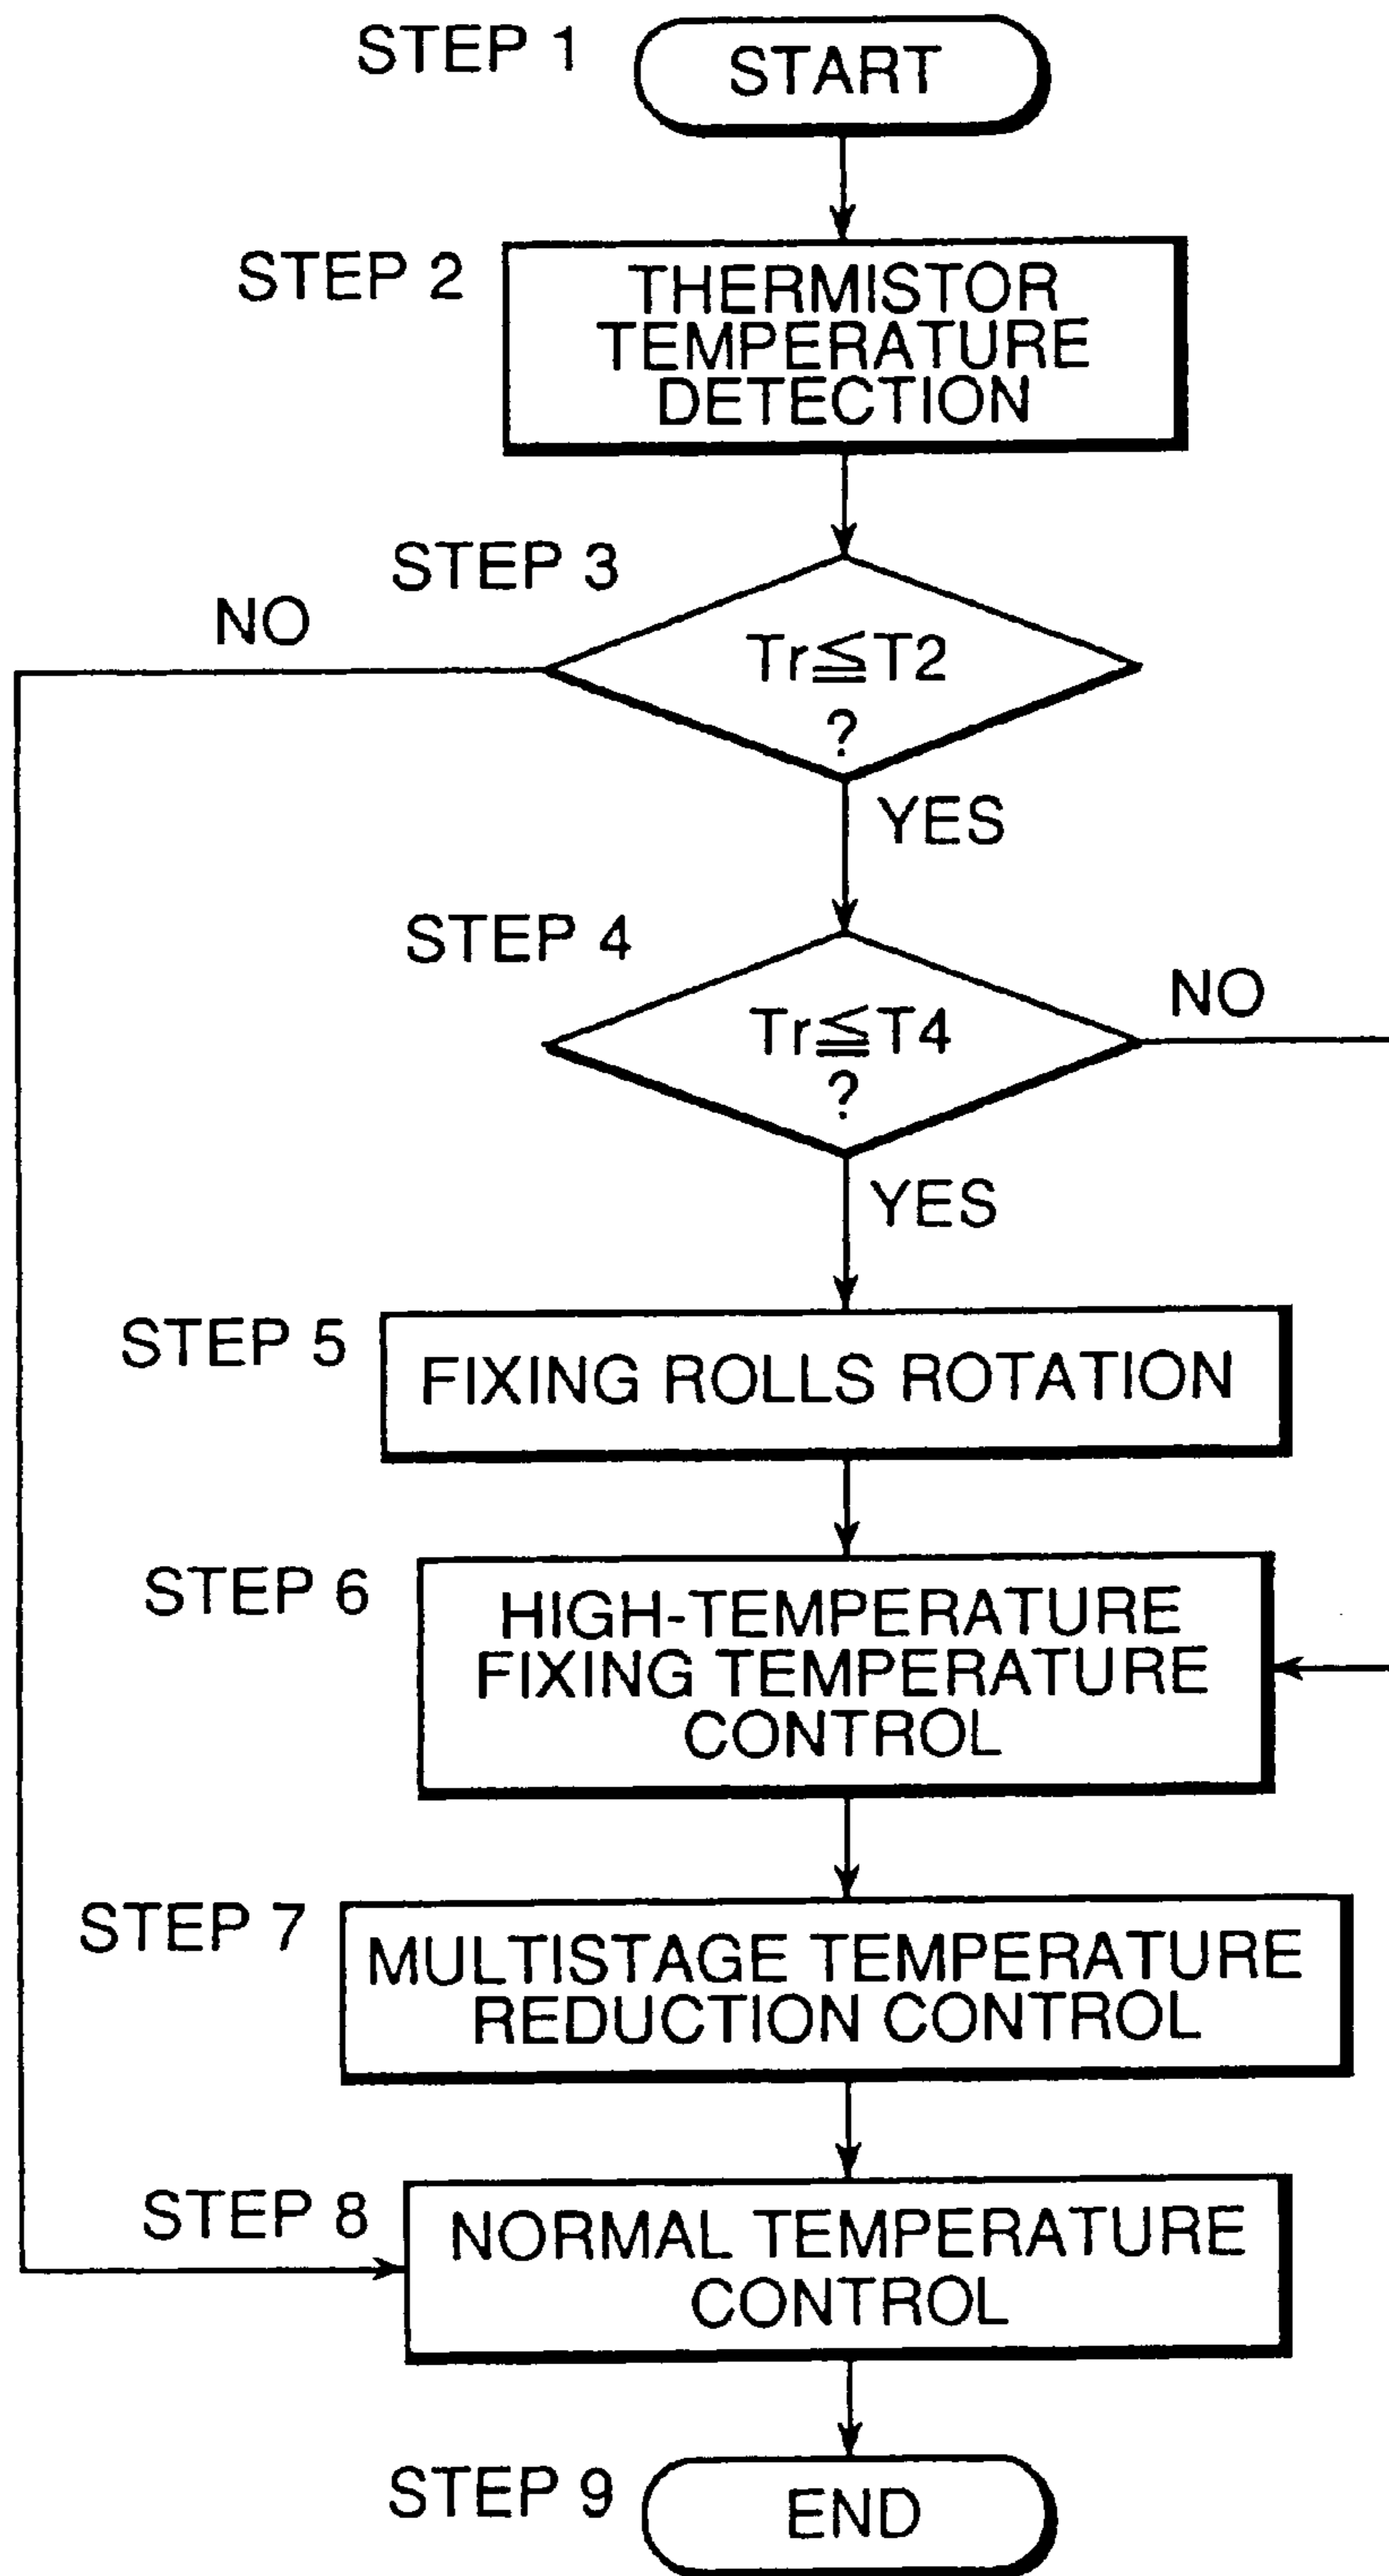 STEP 1
START
STEP 2
THERMISTOR
TEMPERATURE
DETECTION
STEP 3
NO
Tr≦T2
?
YES
STEP 4
NO
Tr≦T4
?
YES
STEP 5
FIXING ROLLS ROTATION
STEP 6
HIGH-TEMPERATURE
FIXING TEMPERATURE
CONTROL
STEP 7
MULTISTAGE TEMPERATURE
REDUCTION CONTROL
STEP 8
NORMAL TEMPERATURE
CONTROL
STEP 9
END